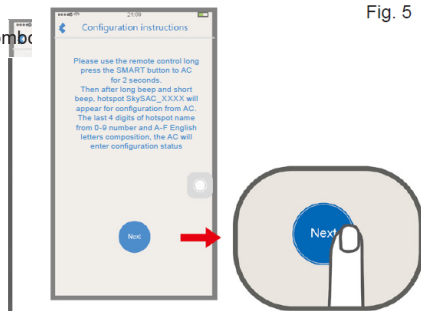 Fig. 5
21:00
Configuration instructions
Please use the remote control long
press the SMART button to AC
for 2 seconds.
Then after long beep and short
beep, hotspot SkySAC_XXXX will
appear for configuration from AC.
The last 4 digits of hotspot name
from 0-9 number and A-F English
letters composition, the AC will
enter configuration status
Next
Next